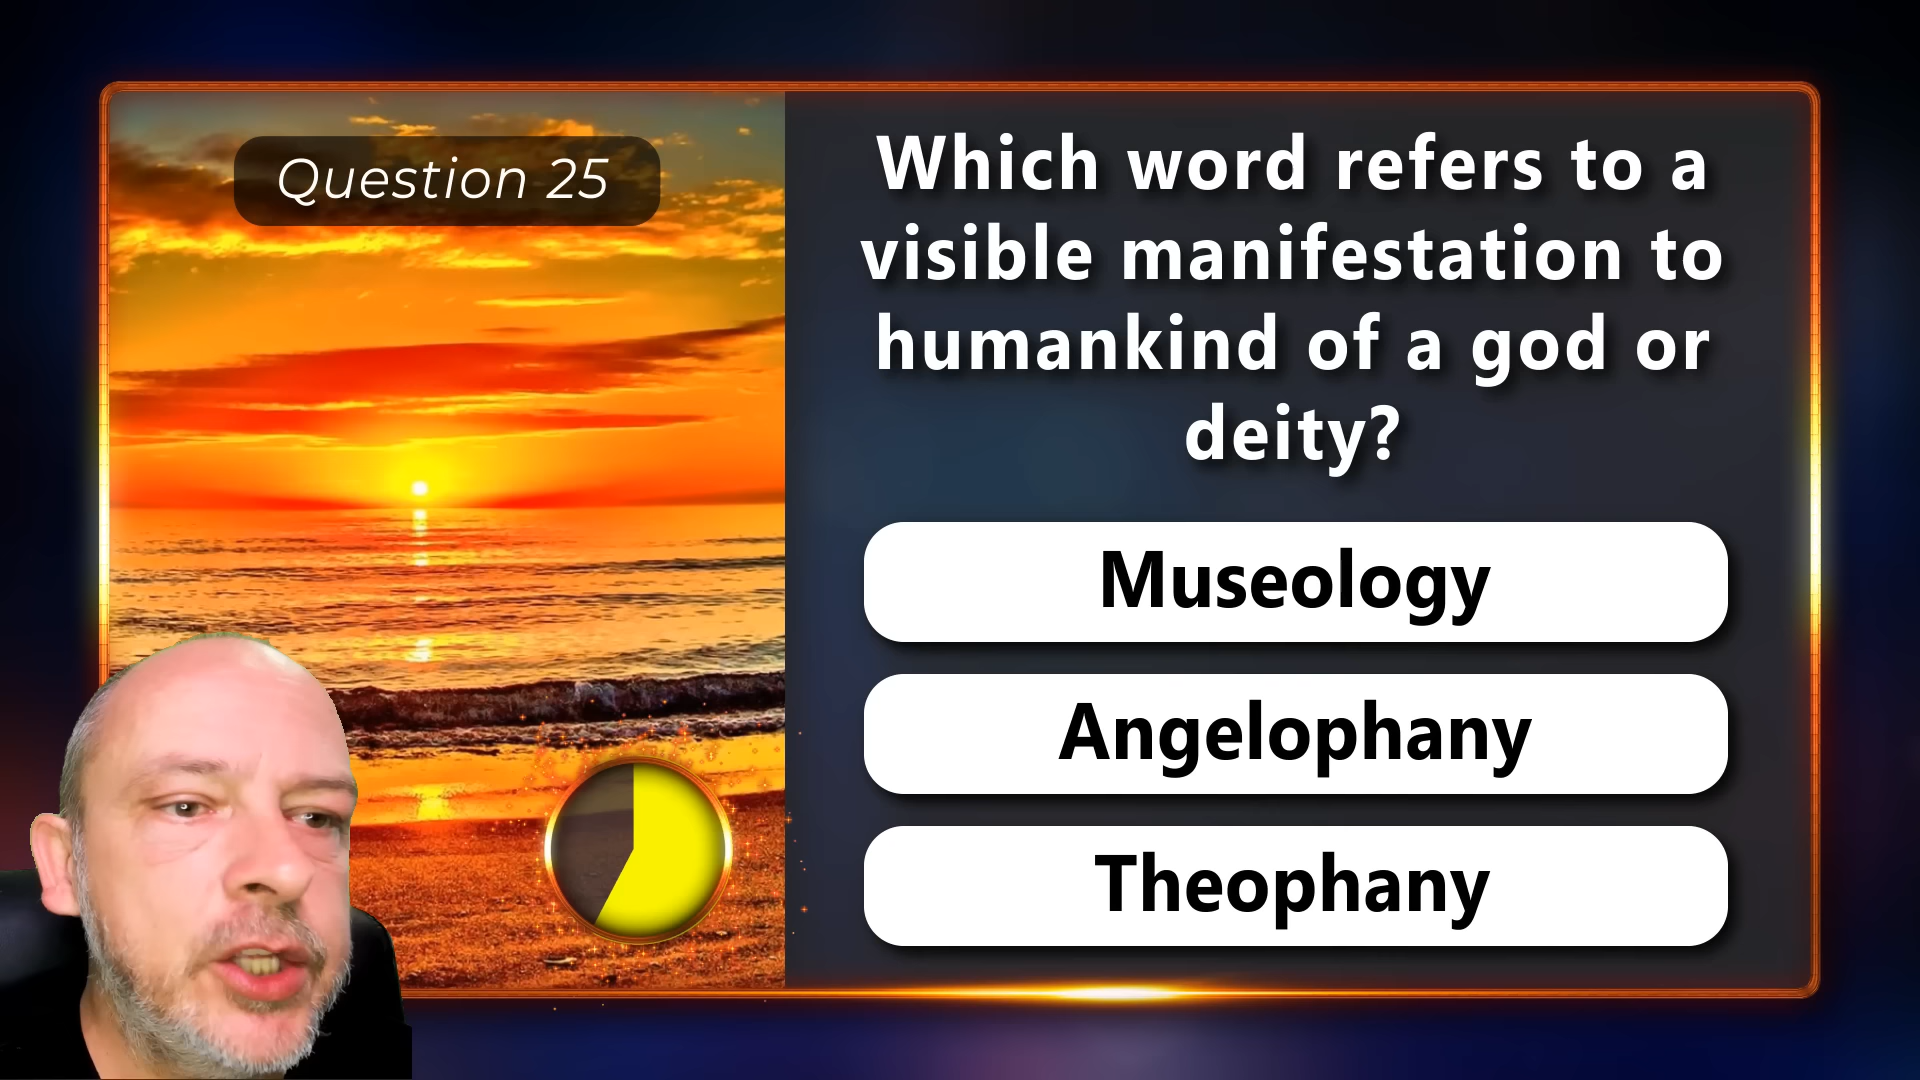 Question 25
Which word refers to a
visible manifestation to
humankind of a god or
deity?
Museology
Angelophany
Theophany